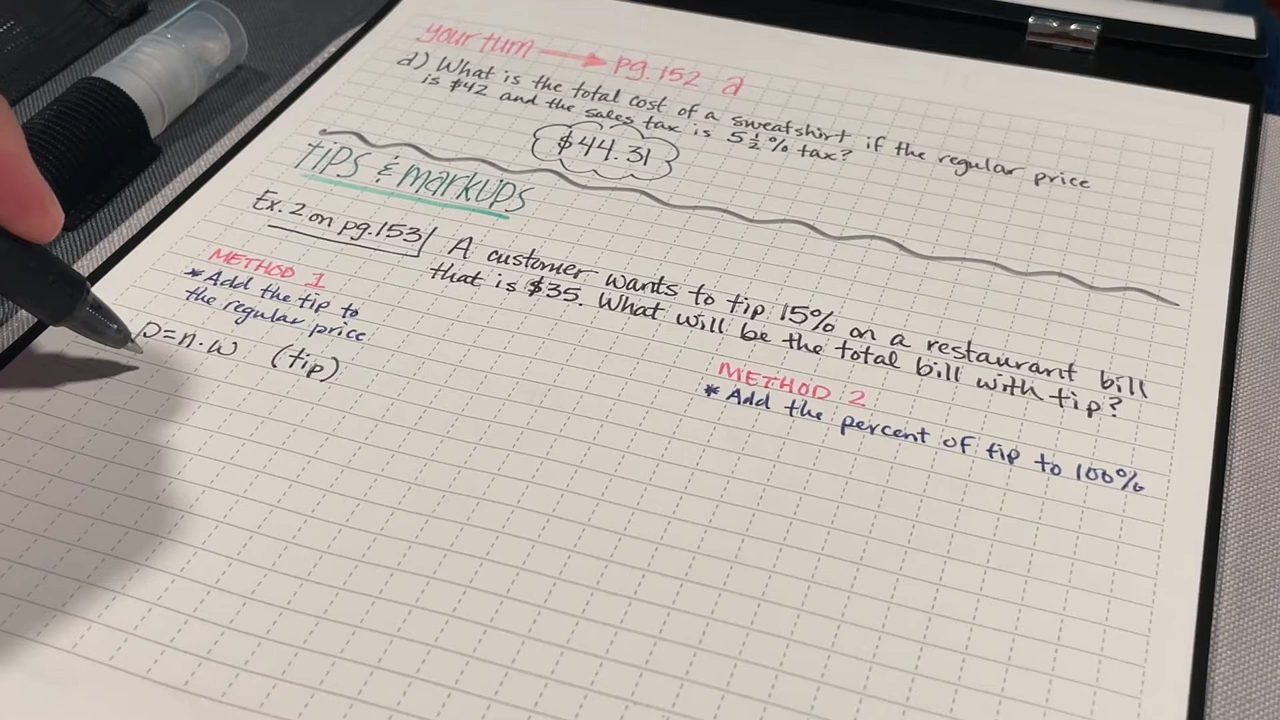 your turn → pg. 152 d
d) What is the total cost of a sweatshirt if the regular price
is $42 and the sales tax is 5 1/2 % tax?
$44.31
tips & markups
Ex. 2 on pg. 153
A customer wants to tip 15% on a restaurant bill
that is $35. What will be the total bill with tip?
METHOD 1
* Add the tip to
the regular price
p=n.w (tip)
METHOD 2
* Add the percent of tip to 100%